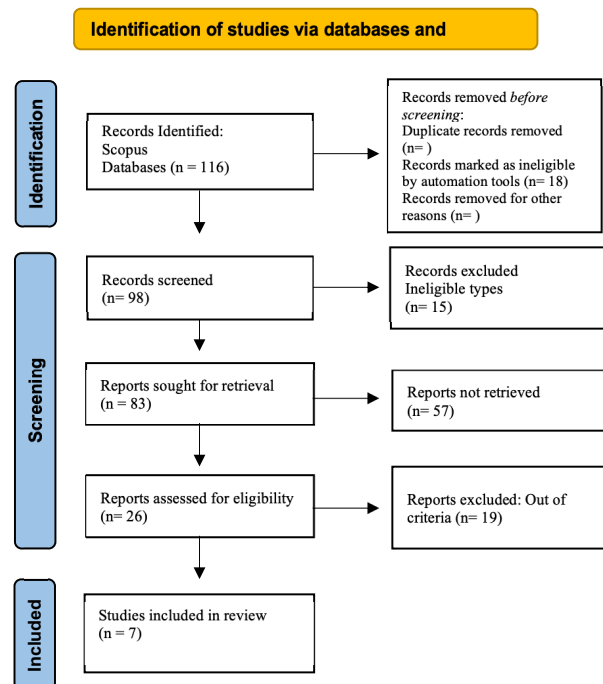 Identification of studies via databases and
Identification
Records Identified:
Scopus
Databases (n = 116)
Records removed before
screening:
Duplicate records removed
(n= )
Records marked as ineligible
by automation tools (n= 18)
Records removed for other
reasons (n= )
Screening
Records screened
(n= 98)
Records excluded
Ineligible types
(n= 15)
Reports sought for retrieval
(n = 83)
Reports not retrieved
(n= 57)
Reports assessed for eligibility
(n= 26)
Reports excluded: Out of
criteria (n= 19)
Included
Studies included in review
(n = 7)